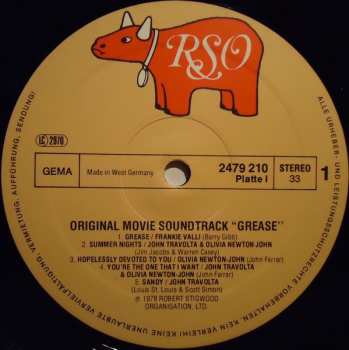 RSO
LC 2970
GEMA
Made in West Germany
2479 210
Platte I
STEREO
33
1
ORIGINAL MOVIE SOUNDTRACK "GREASE"
1 GREASE / FRANKIE VALLI (Barry Gibb)
2 SUMMER NIGHTS / JOHN TRAVOLTA & OLIVIA NEWTON-JOHN
(Jim Jacobs & Warren Casey)
3 HOPELESSLY DEVOTED TO YOU / OLIVIA NEWTON-JOHN (John Farrar)
4 YOU'RE THE ONE THAT I WANT / JOHN TRAVOLTA
& OLIVIA NEWTON-JOHN (John Farrar)
5 SANDY / JOHN TRAVOLTA
(Louis St. Louis & Scott Simon)
℗ 1978 ROBERT STIGWOOD
ORGANISATION, LTD.
ALLE URHEBER- UND LEISTUNGSSCHUTZRECHTE VORBEHALTEN. KEIN VERLEIH! KEINE UNERLAUBTE VERVIELFÄLTIGUNG, VERMIETUNG, AUFFÜHRUNG, SENDUNG!